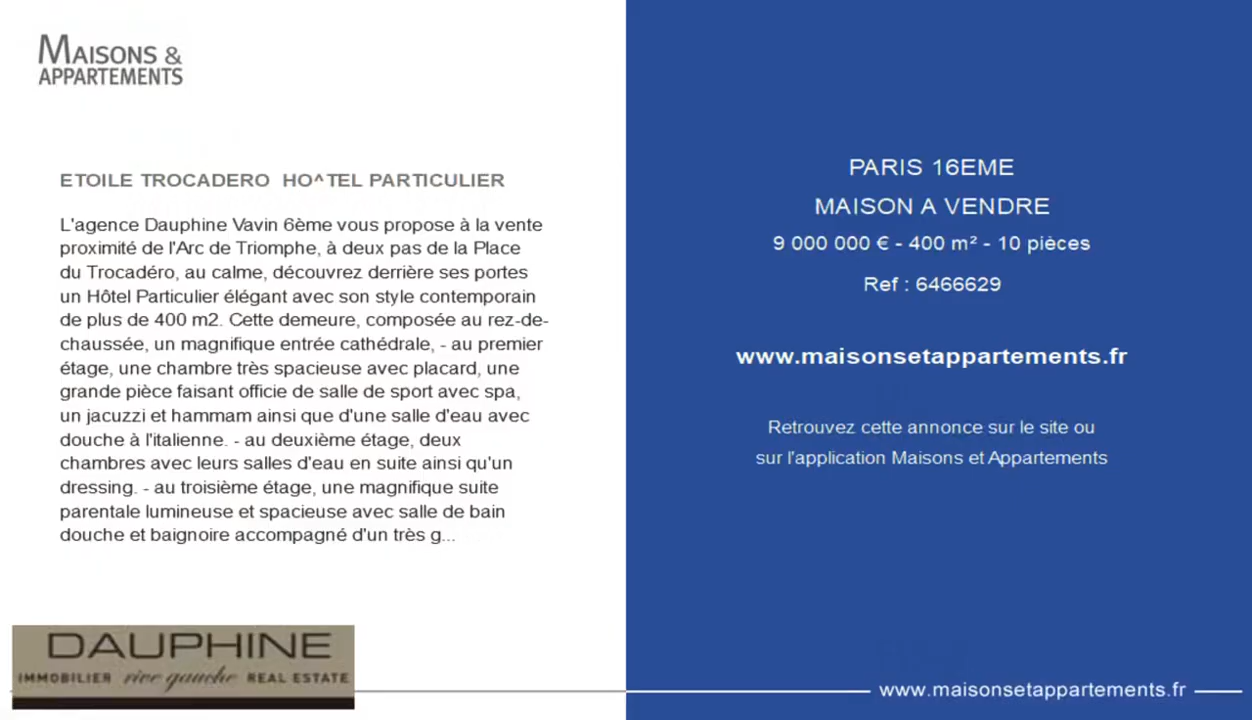 MAISONS &
APPARTEMENTS
ETOILE TROCADERO HO^TEL PARTICULIER
L'agence Dauphine Vavin 6ème vous propose à la vente
proximité de l'Arc de Triomphe, à deux pas de la Place
du Trocadéro, au calme, découvrez derrière ses portes
un Hôtel Particulier élégant avec son style contemporain
de plus de 400 m2. Cette demeure, composée au rez-de-
chaussée, un magnifique entrée cathédrale, - au premier
étage, une chambre très spacieuse avec placard, une
grande pièce faisant officie de salle de sport avec spa,
un jacuzzi et hammam ainsi que d'une salle d'eau avec
douche à l'italienne. - au deuxième étage, deux
chambres avec leurs salles d'eau en suite ainsi qu'un
dressing. - au troisième étage, une magnifique suite
parentale lumineuse et spacieuse avec salle de bain
douche et baignoire accompagné d'un très g...
DAUPHINE
IMMOBILIER rive gauche REAL ESTATE
PARIS 16EME
MAISON A VENDRE
9 000 000 € - 400 m² - 10 pièces
Ref : 6466629
www.maisonsetappartements.fr
Retrouvez cette annonce sur le site ou
sur l'application Maisons et Appartements
www.maisonsetappartements.fr